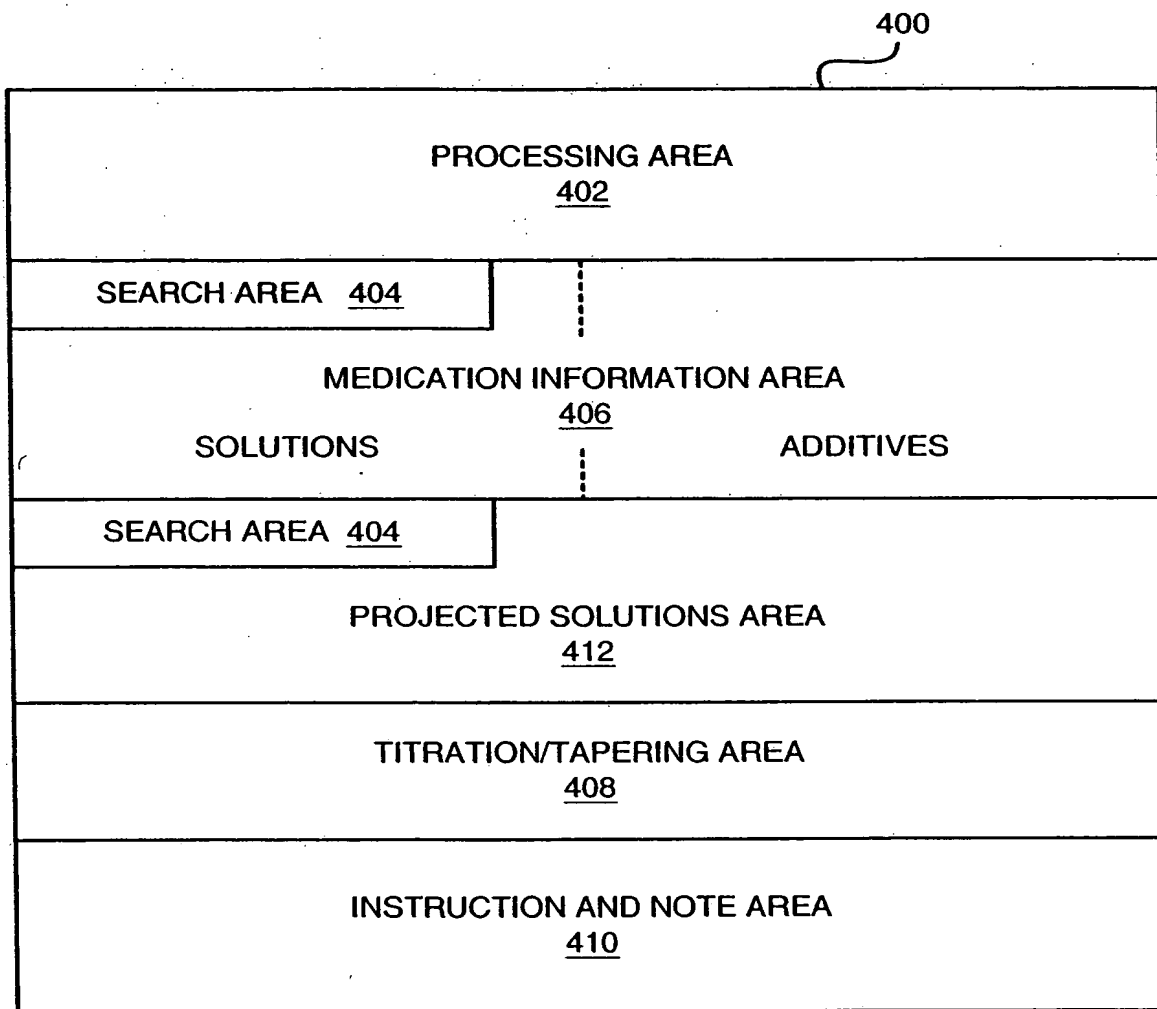 400
PROCESSING AREA
402
SEARCH AREA 404
MEDICATION INFORMATION AREA
406
SOLUTIONS ADDITIVES
SEARCH AREA 404
PROJECTED SOLUTIONS AREA
412
TITRATION/TAPERING AREA
408
INSTRUCTION AND NOTE AREA
410